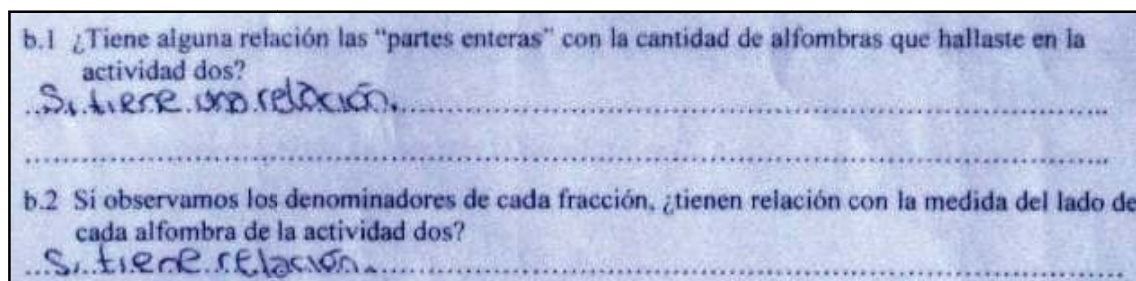 b.1 ¿Tiene alguna relación las “partes enteras” con la cantidad de alfombras que hallaste en la
actividad dos?
Si tiene una relación.
b.2 Si observamos los denominadores de cada fracción, ¿tienen relación con la medida del lado de
cada alfombra de la actividad dos?
Si tiene relación.